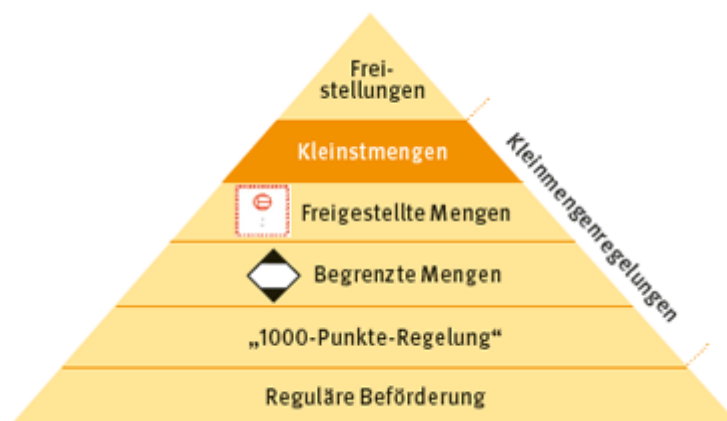 Frei-
stellungen
Kleinstmengen
Freigestellte Mengen
Begrenzte Mengen
„1000-Punkte-Regelung“
Reguläre Beförderung
Kleinmengenregelungen